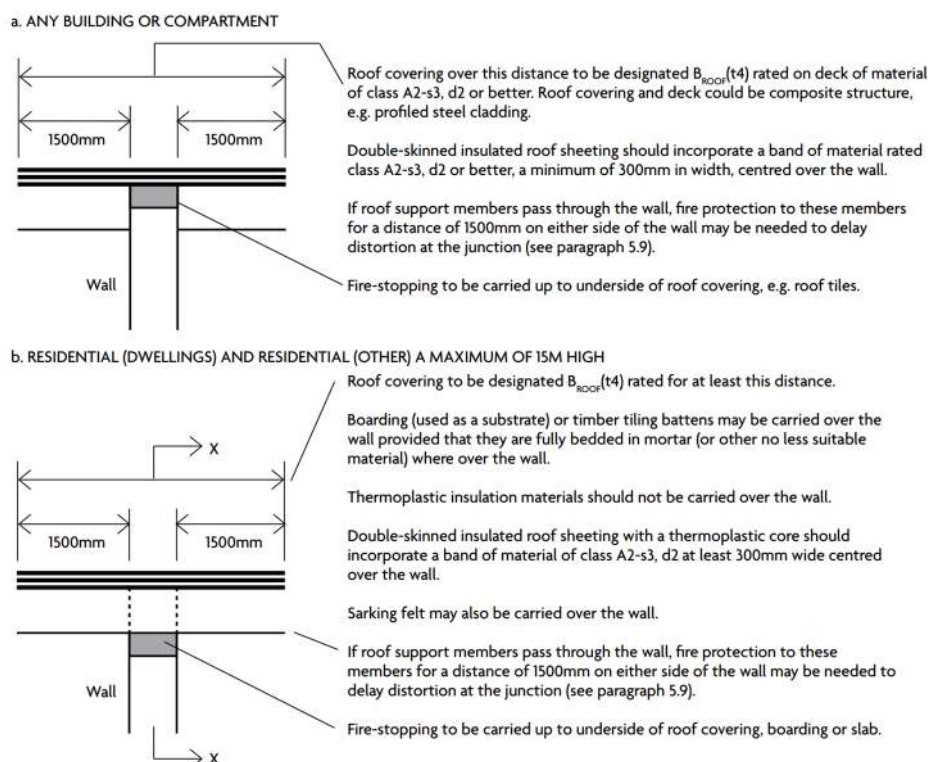 a. ANY BUILDING OR COMPARTMENT
Roof covering over this distance to be designated BROOF(t4) rated on deck of material
of class A2-s3, d2 or better. Roof covering and deck could be composite structure,
e.g. profiled steel cladding.
1500mm
1500mm
Double-skinned insulated roof sheeting should incorporate a band of material rated
class A2-s3, d2 or better, a minimum of 300mm in width, centred over the wall.
If roof support members pass through the wall, fire protection to these members
for a distance of 1500mm on either side of the wall may be needed to delay
distortion at the junction (see paragraph 5.9).
Wall
Fire-stopping to be carried up to underside of roof covering, e.g. roof tiles.
b. RESIDENTIAL (DWELLINGS) AND RESIDENTIAL (OTHER) A MAXIMUM OF 15M HIGH
Roof covering to be designated BROOF(t4) rated for at least this distance.
Boarding (used as a substrate) or timber tiling battens may be carried over the
wall provided that they are fully bedded in mortar (or other no less suitable
material) where over the wall.
X
Thermoplastic insulation materials should not be carried over the wall.
1500mm
1500mm
Double-skinned insulated roof sheeting with a thermoplastic core should
incorporate a band of material of class A2-s3, d2 at least 300mm wide centred
over the wall.
Sarking felt may also be carried over the wall.
If roof support members pass through the wall, fire protection to these
members for a distance of 1500mm on either side of the wall may be needed to
delay distortion at the junction (see paragraph 5.9).
Wall
Fire-stopping to be carried up to underside of roof covering, boarding or slab.
X